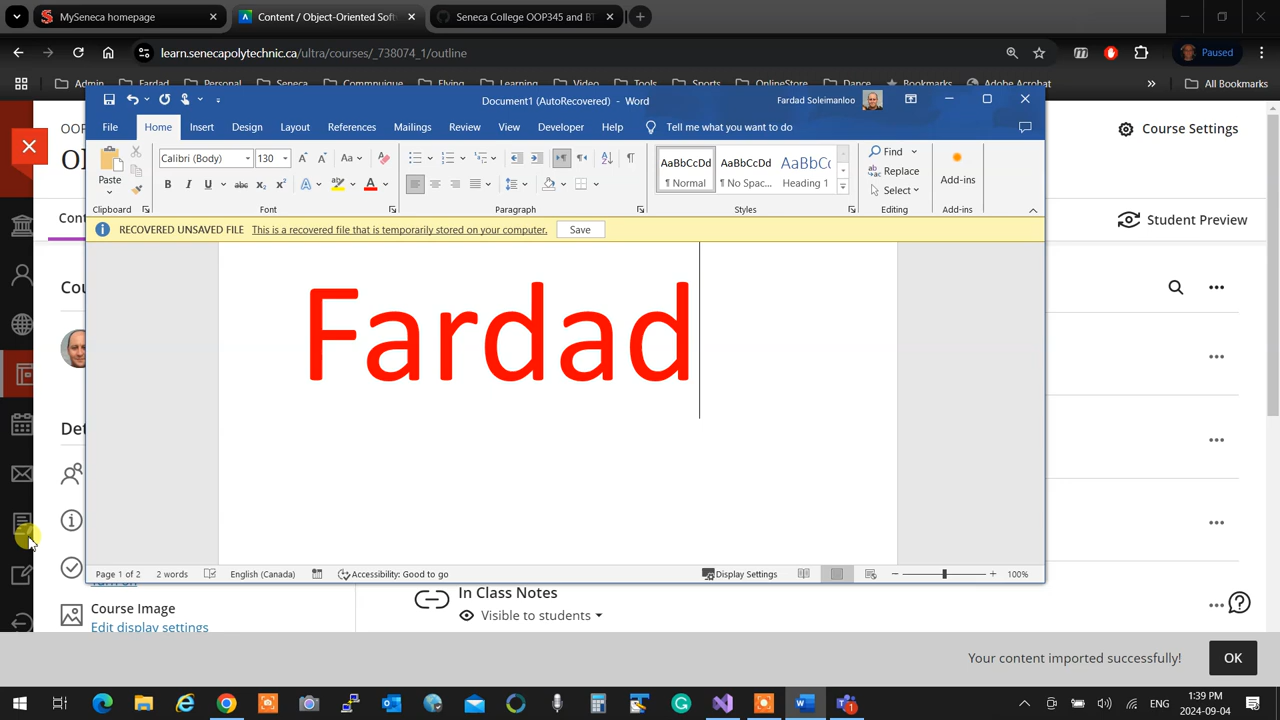 MySeneca homepage
Content / Object-Oriented Soft
Seneca College OOP345 and BT
learn.senecapolytechnic.ca/ultra/courses/_738074_1/outline
Paused
Admin
Fardad
Personal
Commnuique
Flying
Learning
Video
Tools
Sports
OnlineStore
Dance
Bookmarks
Adobe Acrobat
All Bookmarks
Document1 (AutoRecovered) - Word
Fardad Soleimanloo
File Home Insert Design Layout References Mailings Review View Developer Help Tell me what you want to do
Paste
Calibri (Body)
130
AaBbCcDd
¶ Normal
AaBbCcDd
¶ No Spac...
AaBbCc
Heading 1
Find
Replace
Select
Add-ins
Clipboard
Font
Paragraph
Styles
Editing
Add-ins
RECOVERED UNSAVED FILE This is a recovered file that is temporarily stored on your computer. Save
Fardad
Page 1 of 2 2 words English (Canada) Accessibility: Good to go Display Settings 100%
OOP
Cont
Course Settings
Student Preview
Cou
Det
Course Image
Edit display settings
In Class Notes
Visible to students
Your content imported successfully! OK
ENG
1:39 PM
2024-09-04